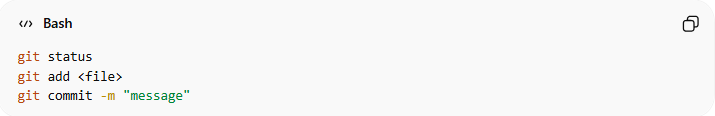 Bash
git status
git add <file>
git commit -m "message"